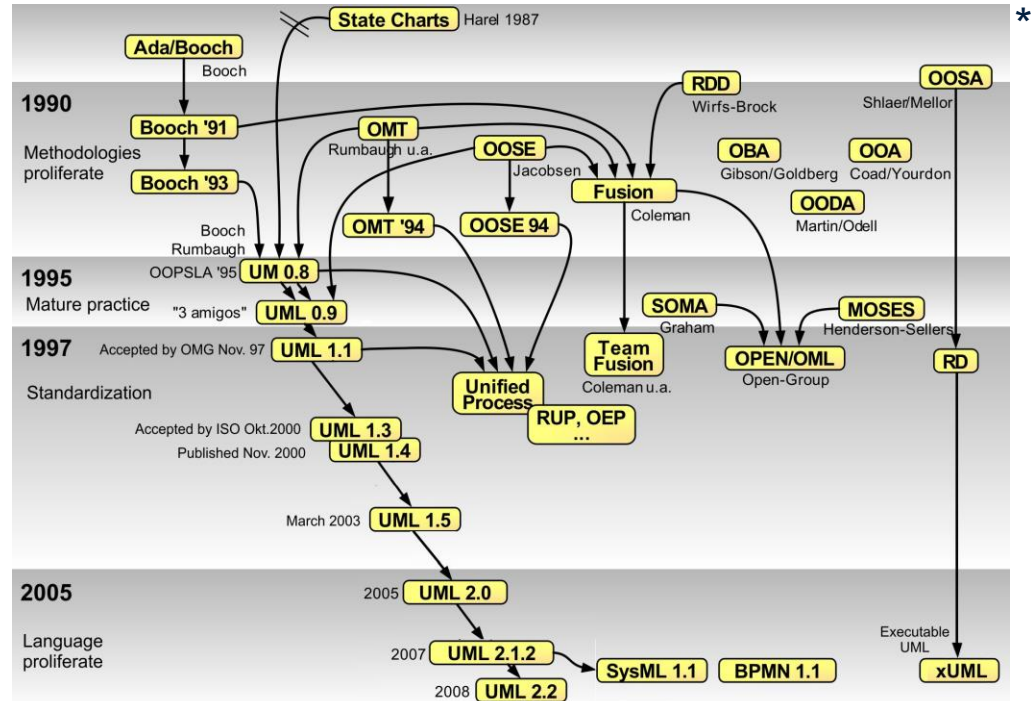 State Charts Harel 1987
*
Ada/Booch
Booch
RDD
Wirfs-Brock
OOSA
Shlaer/Mellor
1990
Methodologies
proliferate
Booch '91
Booch '93
OMT
Rumbaugh u.a.
OOSE
Jacobsen
OBA
Gibson/Goldberg
OOA
Coad/Yourdon
OODA
Martin/Odell
Fusion
Coleman
OMT '94
OOSE 94
Booch
Rumbaugh
1995
Mature practice
OOPSLA '95 UM 0.8
"3 amigos" UML 0.9
SOMA
Graham
MOSES
Henderson-Sellers
1997
Standardization
Accepted by OMG Nov. 97 UML 1.1
Team
Fusion
Coleman u.a.
OPEN/OML
Open-Group
RD
Unified
Process
RUP, OEP
...
Accepted by ISO Okt.2000 UML 1.3
Published Nov. 2000 UML 1.4
March 2003 UML 1.5
2005
Language
proliferate
2005 UML 2.0
2007 UML 2.1.2
2008 UML 2.2
SysML 1.1
BPMN 1.1
Executable
UML
xUML